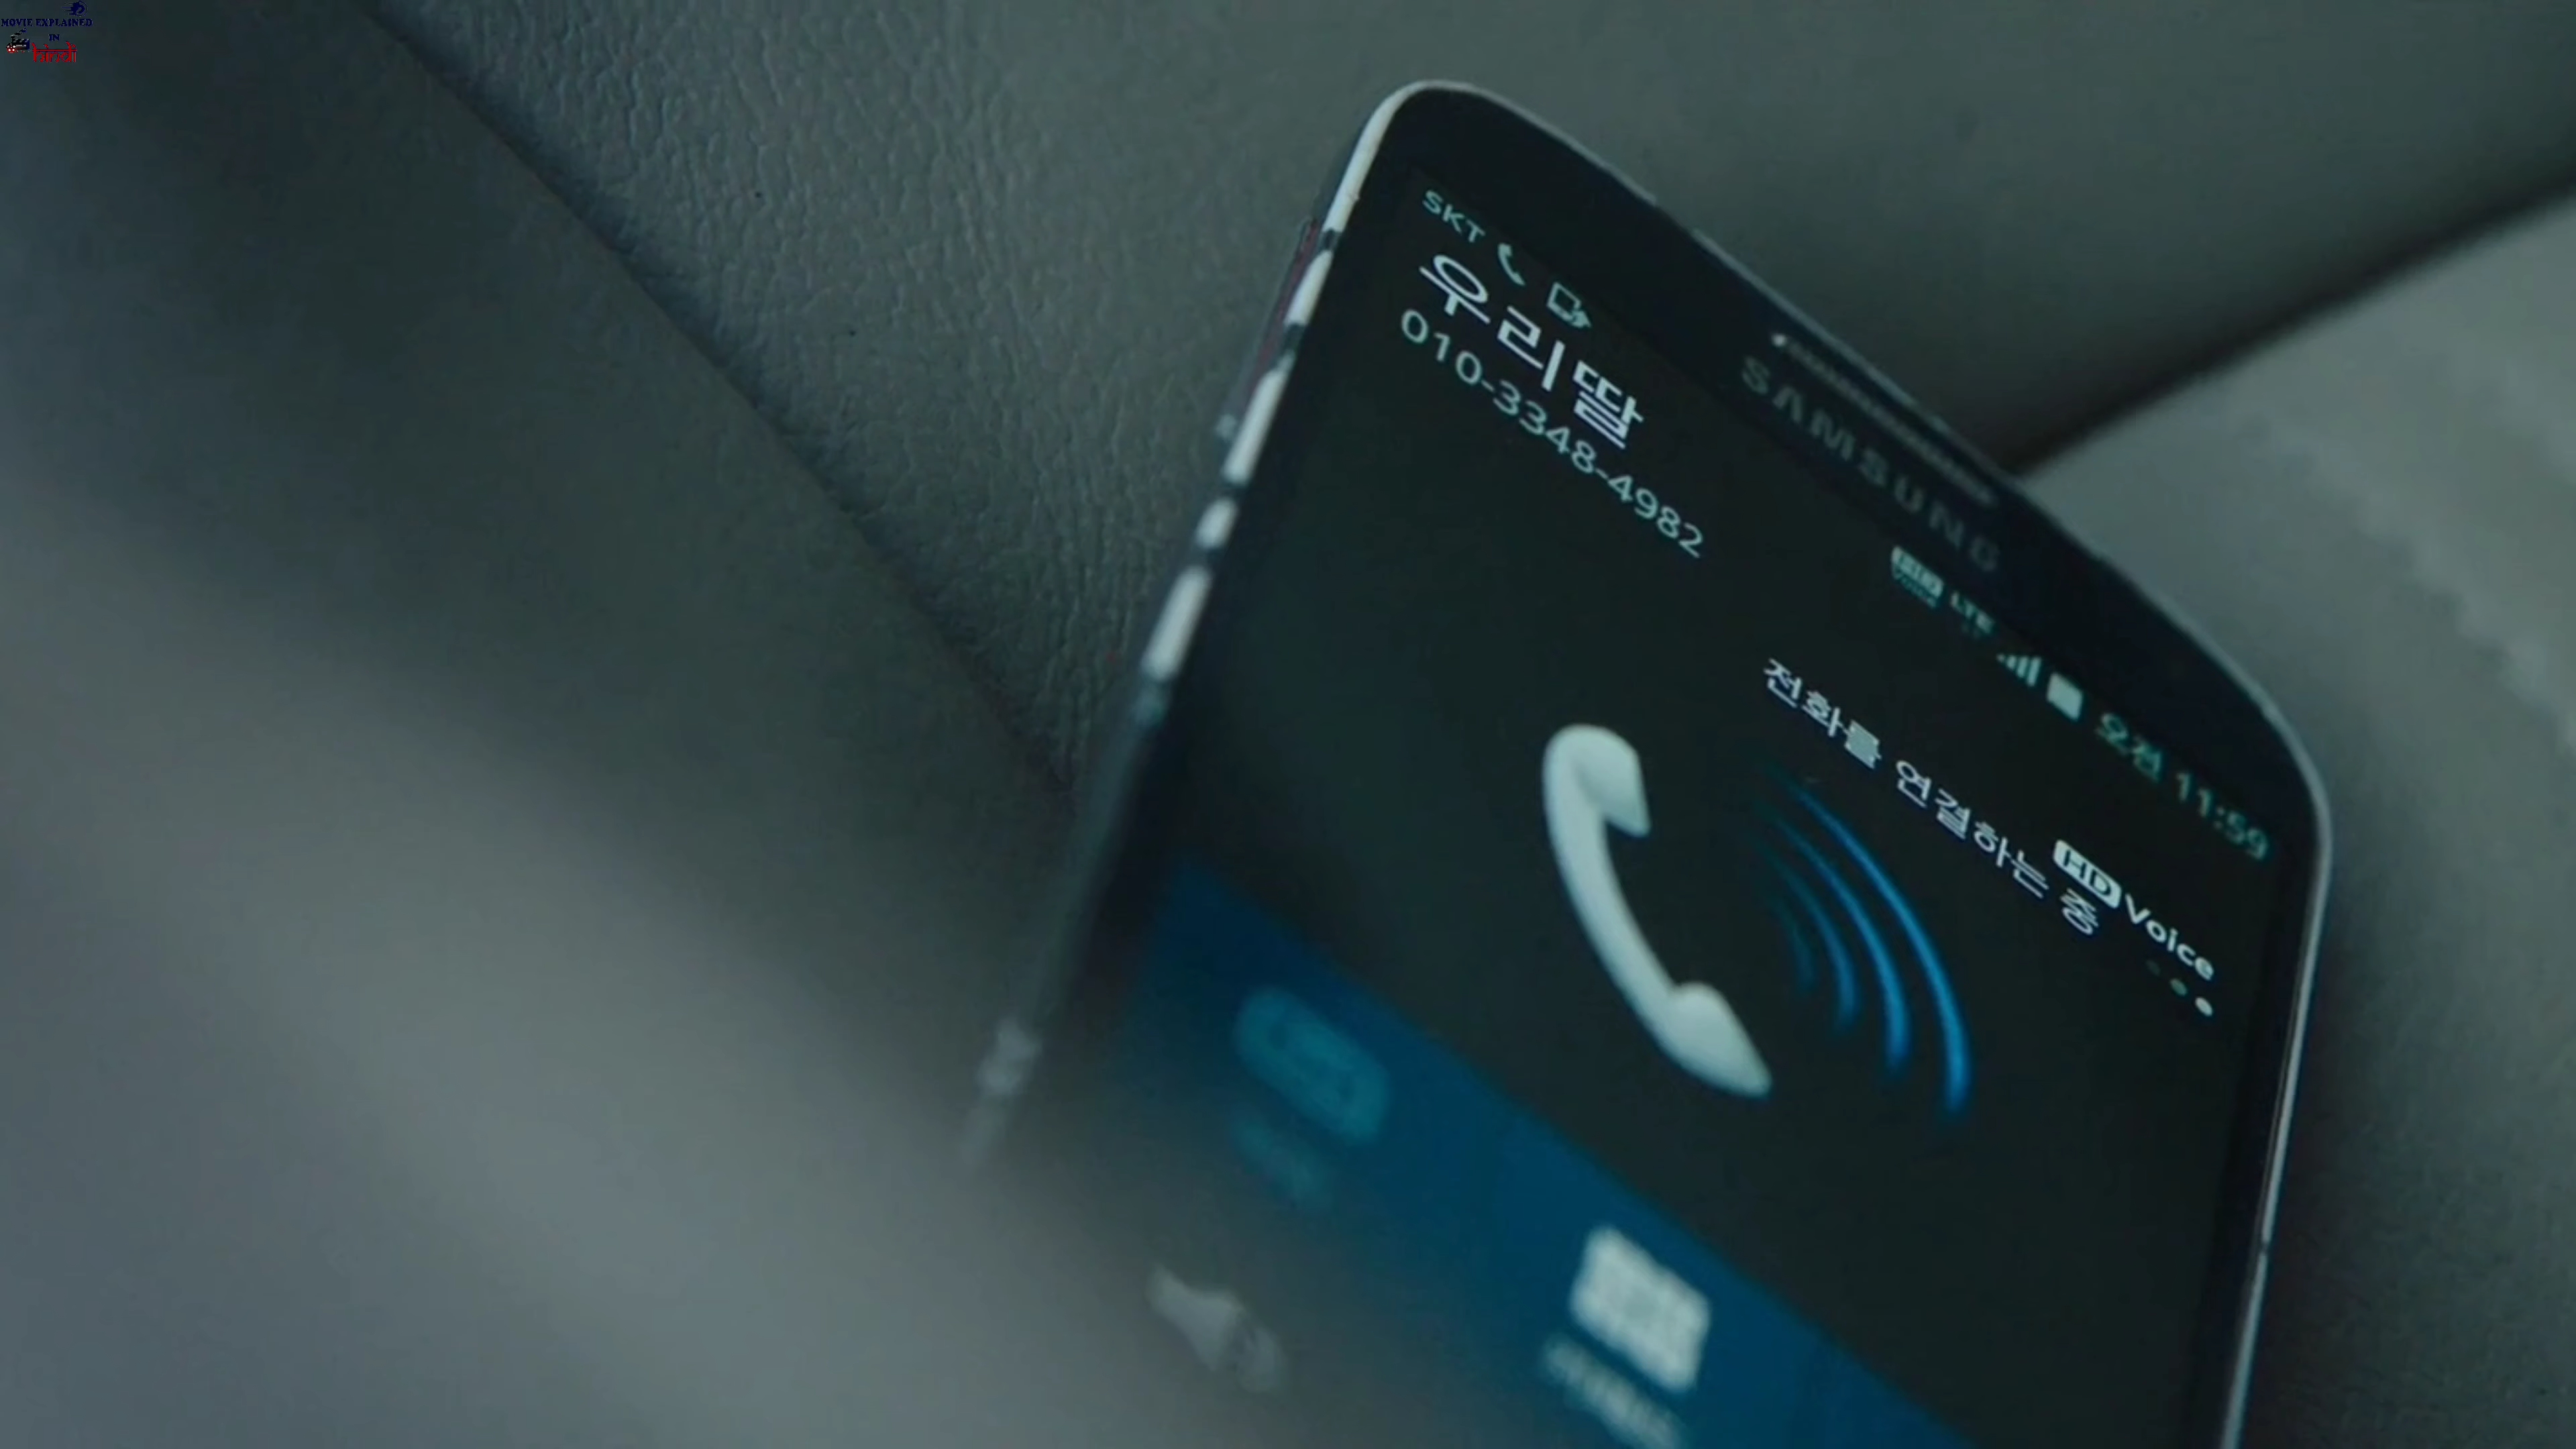 MOVIE EXPLAINED
IN
hindi
SAMSUNG
SKT
LTE
오전 11:59
우리딸
010-3348-4982
HD Voice
전화를 연결하는 중